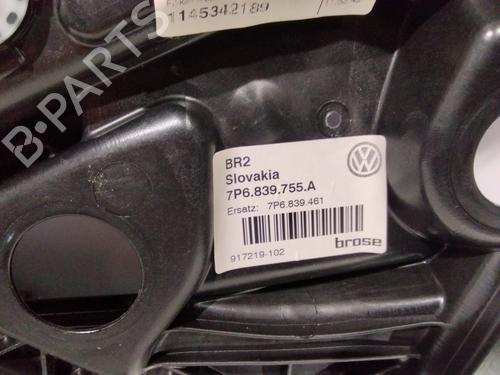 1145342189
BR2
Slovakia
7P6.839.755.A
Ersatz: 7P6.839.461
917219-102
brose
B-PARTS